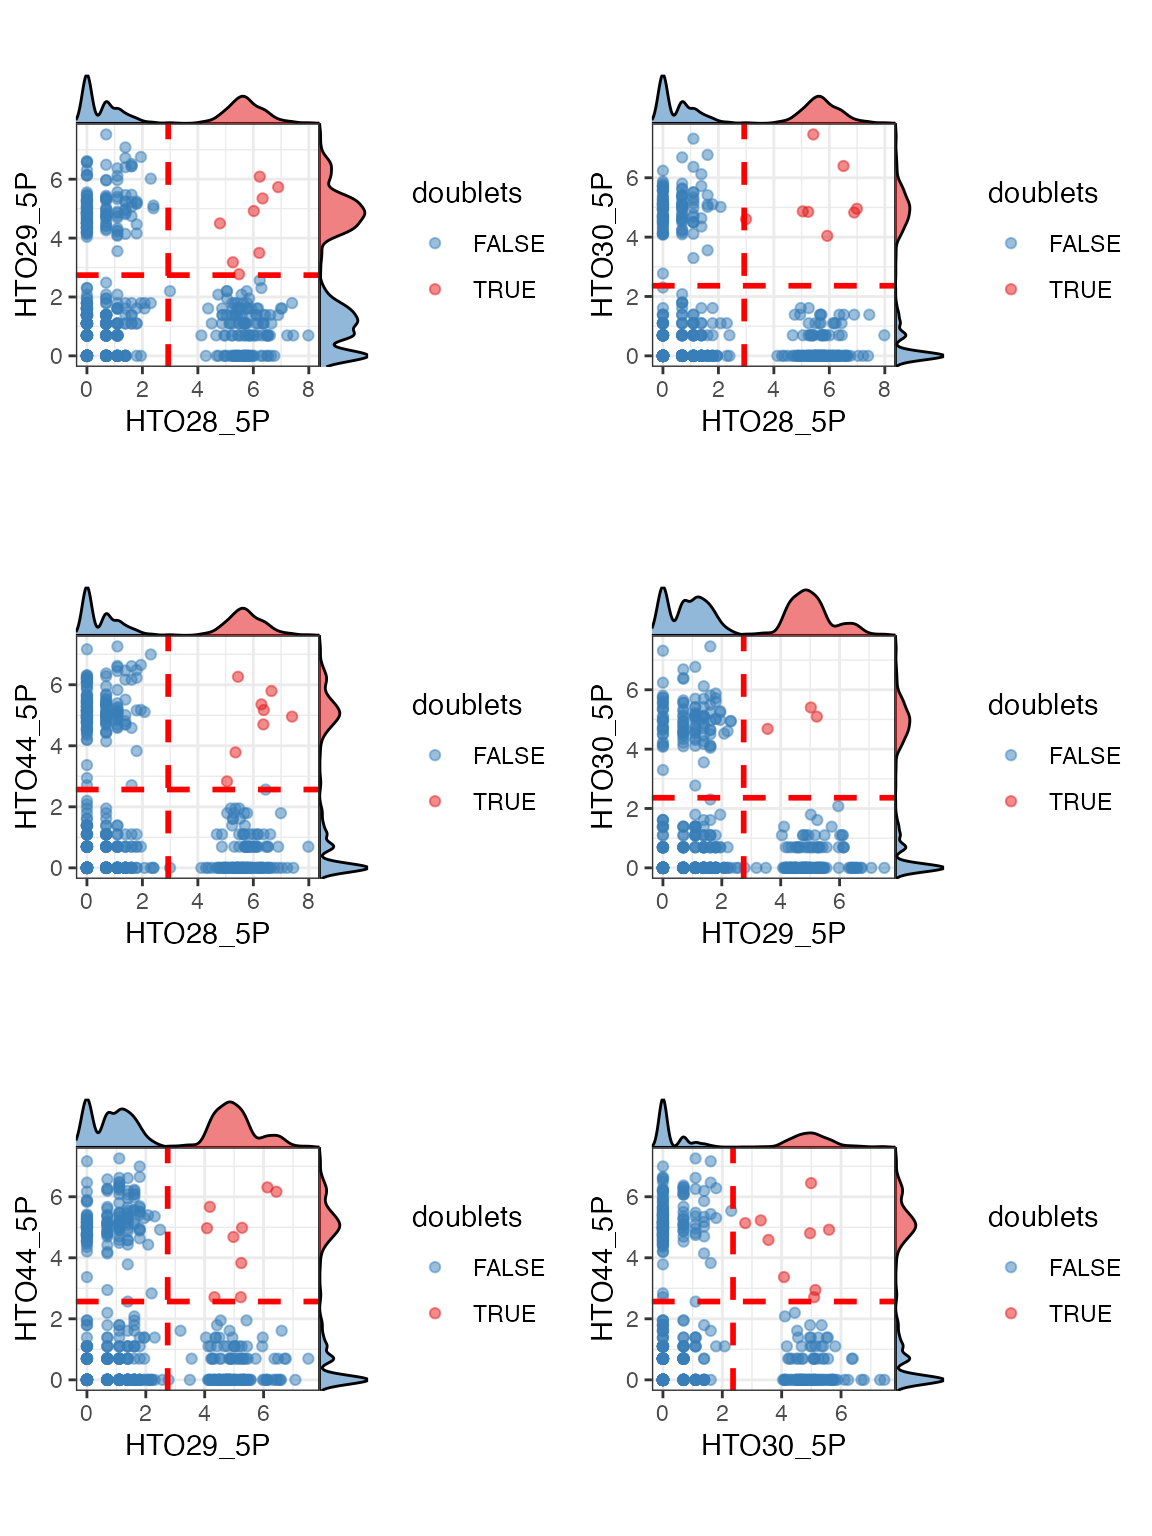 HTO29_5P
6
4
2
0
0 2 4 6 8
HTO28_5P
doublets
FALSE
TRUE
HTO30_5P
6
4
2
0
0 2 4 6 8
HTO28_5P
doublets
FALSE
TRUE
HTO44_5P
6
4
2
0
0 2 4 6 8
HTO28_5P
doublets
FALSE
TRUE
HTO30_5P
6
4
2
0
0 2 4 6
HTO29_5P
doublets
FALSE
TRUE
HTO44_5P
6
4
2
0
0 2 4 6
HTO29_5P
doublets
FALSE
TRUE
HTO44_5P
6
4
2
0
0 2 4 6
HTO30_5P
doublets
FALSE
TRUE